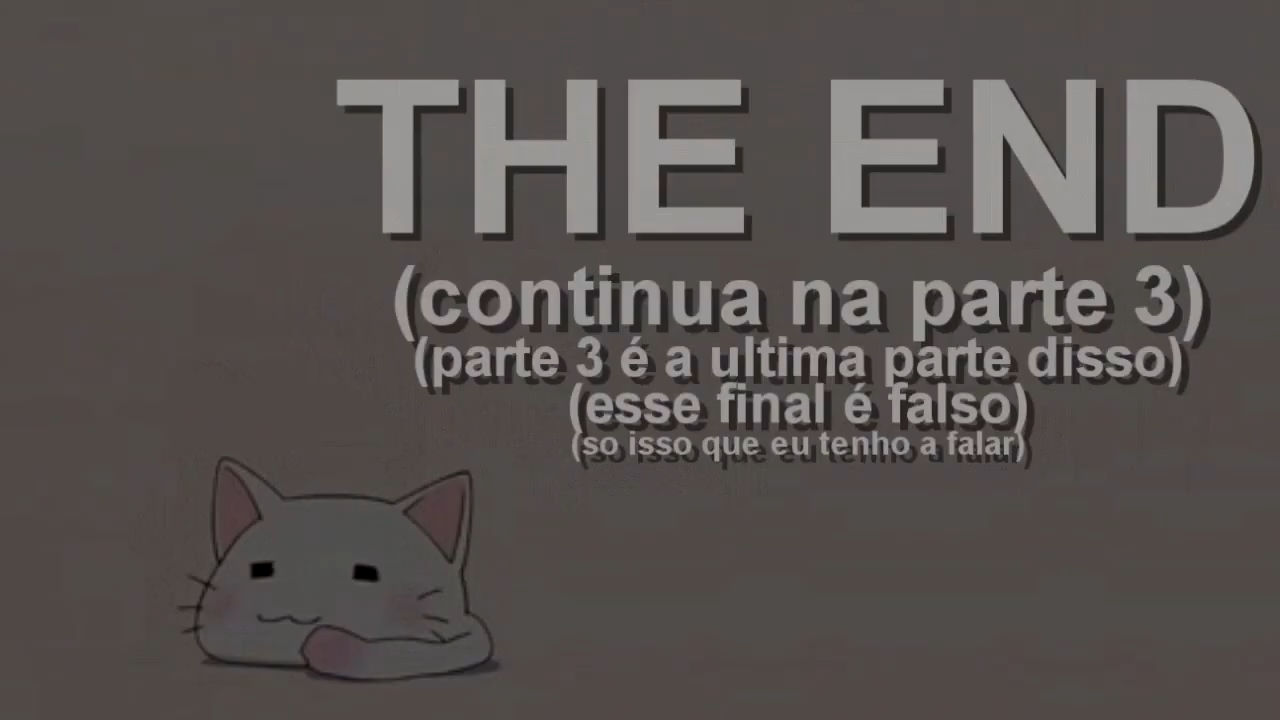 THE END
(continua na parte 3)
(parte 3 é a ultima parte disso)
(esse final é falso)
(so isso que eu tenho a falar)